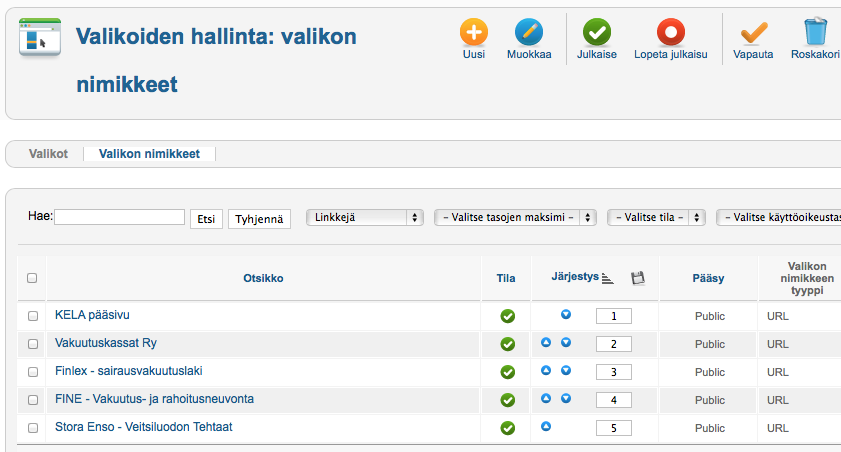 Valikoiden hallinta: valikon
nimikkeet
Uusi
Muokkaa
Julkaise
Lopeta julkaisu
Vapauta
Roskakori
Valikot
Valikon nimikkeet
Hae:
Etsi
Tyhjennä
Linkkejä
- Valitse tasojen maksimi -
- Valitse tila -
- Valitse käyttöoikeustas
Otsikko
Tila
Järjestys
Pääsy
Valikon
nimikkeen
tyyppi
KELA pääsivu
1
Public
URL
Vakuutuskassat Ry
2
Public
URL
Finlex - sairausvakuutuslaki
3
Public
URL
FINE - Vakuutus- ja rahoitusneuvonta
4
Public
URL
Stora Enso - Veitsiluodon Tehtaat
5
Public
URL